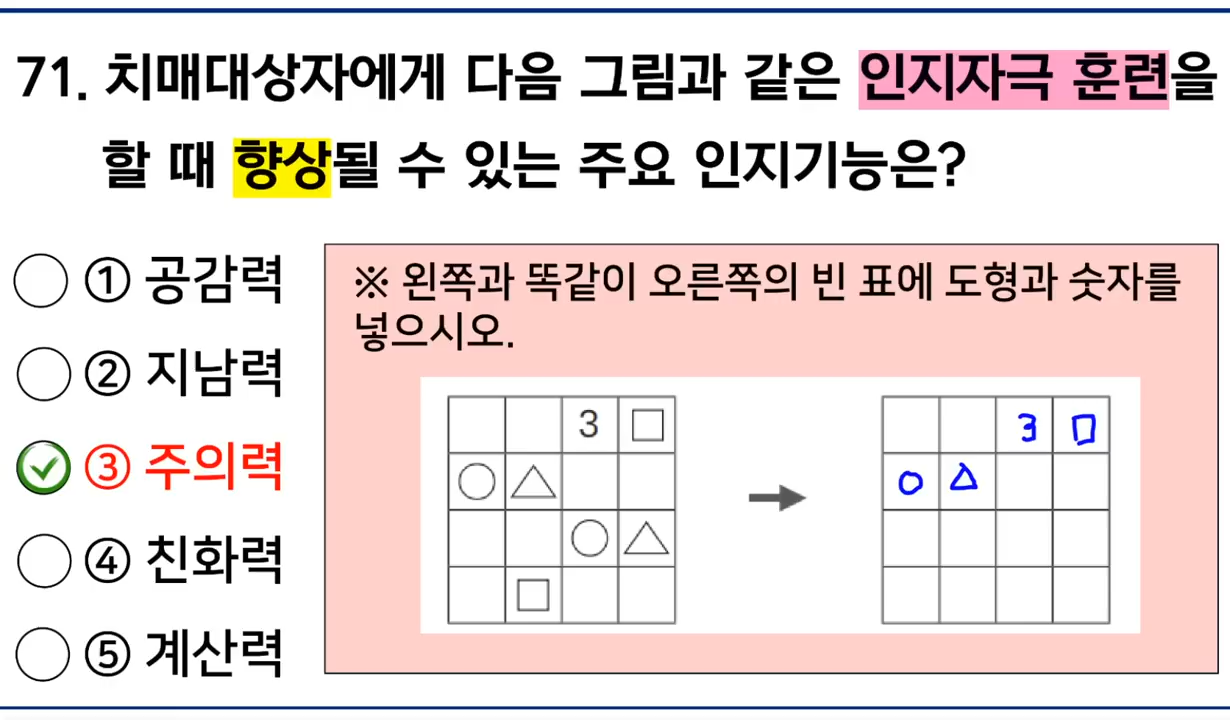 71. 치매대상자에게 다음 그림과 같은 인지자극 훈련을
할 때 향상될 수 있는 주요 인지기능은?
① 공감력
② 지남력
③ 주의력
④ 친화력
⑤ 계산력
※ 왼쪽과 똑같이 오른쪽의 빈 표에 도형과 숫자를
넣으시오.
3 □
○ △
○ △
□
3 □
○ △